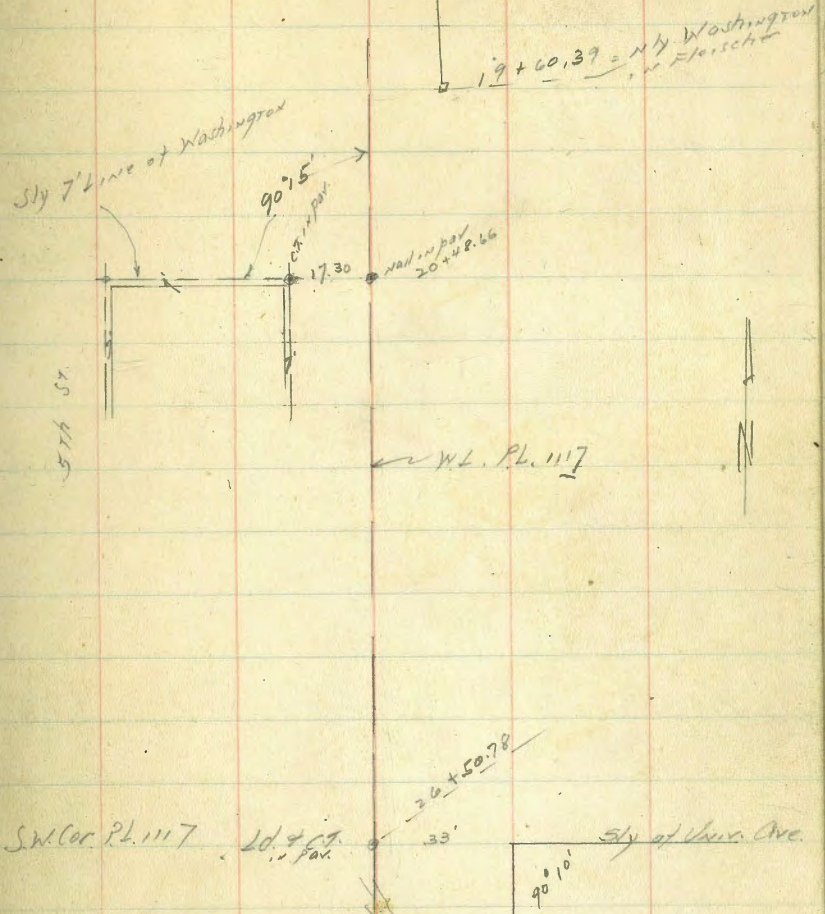 19+60.39 = Nly Washington
in Fleischer
Sly 7' Line of Washington
90°15'
c.t. in pav.
17.30
nail in pav
20+48.66
5th St.
W.L. P.L. 1117
N
26+50.78
S.W. Cor. P.L. 1117
Ld. & c.t.
in Pav.
33'
Sly of Univ. Ave.
90°10'